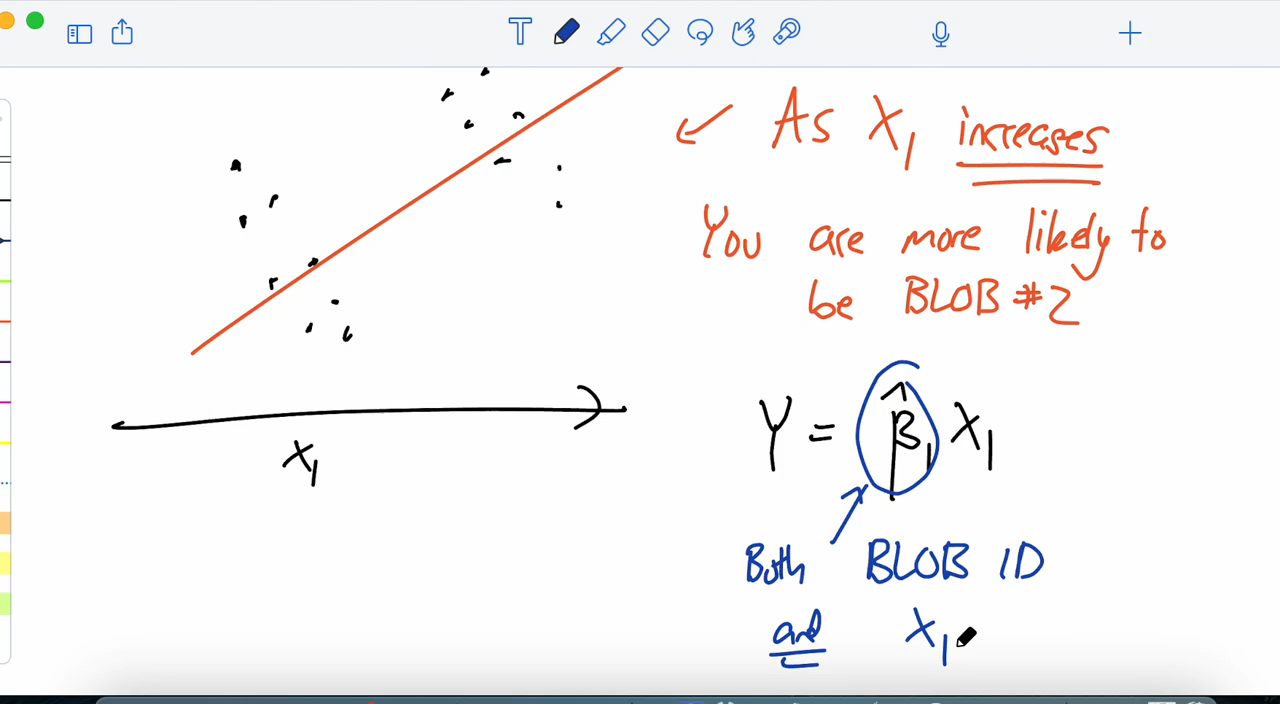 As X₁ increases
You are more likely to
be BLOB #2
Y = β̂₁ X₁
X₁
Both BLOB ID
and X₁